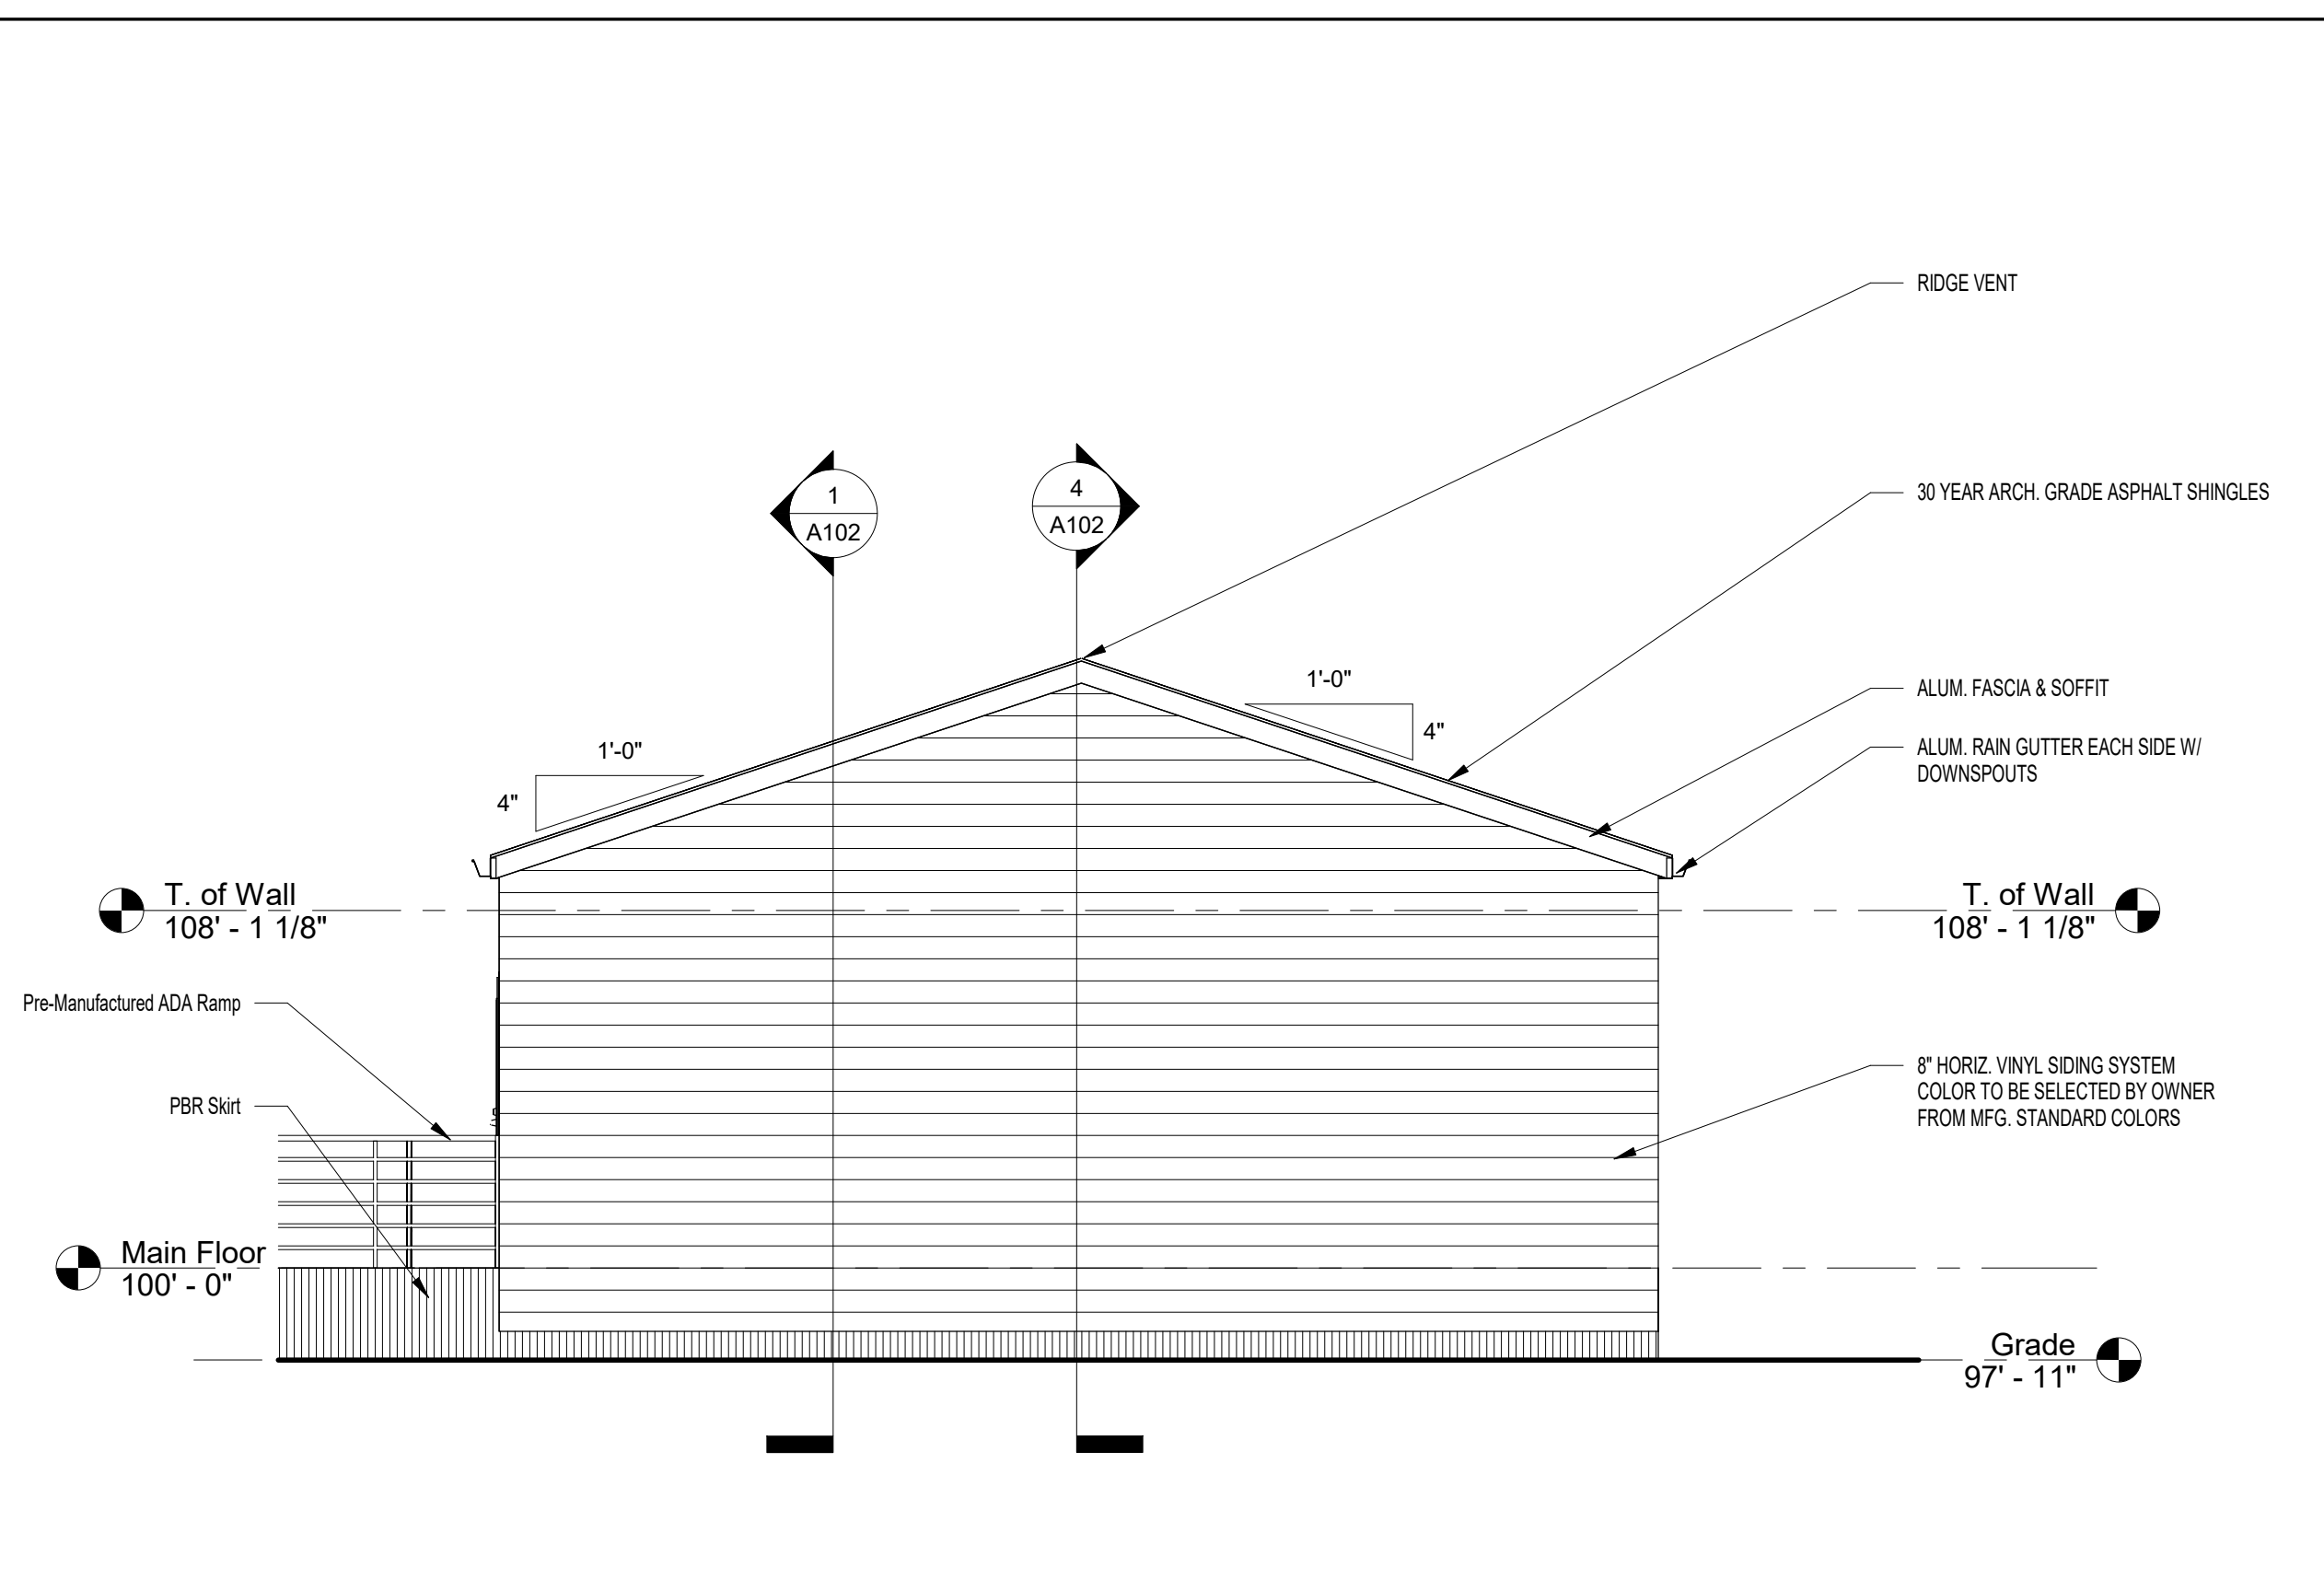 RIDGE VENT
1
A102
4
A102
30 YEAR ARCH. GRADE ASPHALT SHINGLES
1'-0"
4"
1'-0"
4"
ALUM. FASCIA & SOFFIT
ALUM. RAIN GUTTER EACH SIDE W/
DOWNSPOUTS
T. of Wall
108' - 1 1/8"
T. of Wall
108' - 1 1/8"
Pre-Manufactured ADA Ramp
PBR Skirt
8" HORIZ. VINYL SIDING SYSTEM
COLOR TO BE SELECTED BY OWNER
FROM MFG. STANDARD COLORS
Main Floor
100' - 0"
Grade
97' - 11"